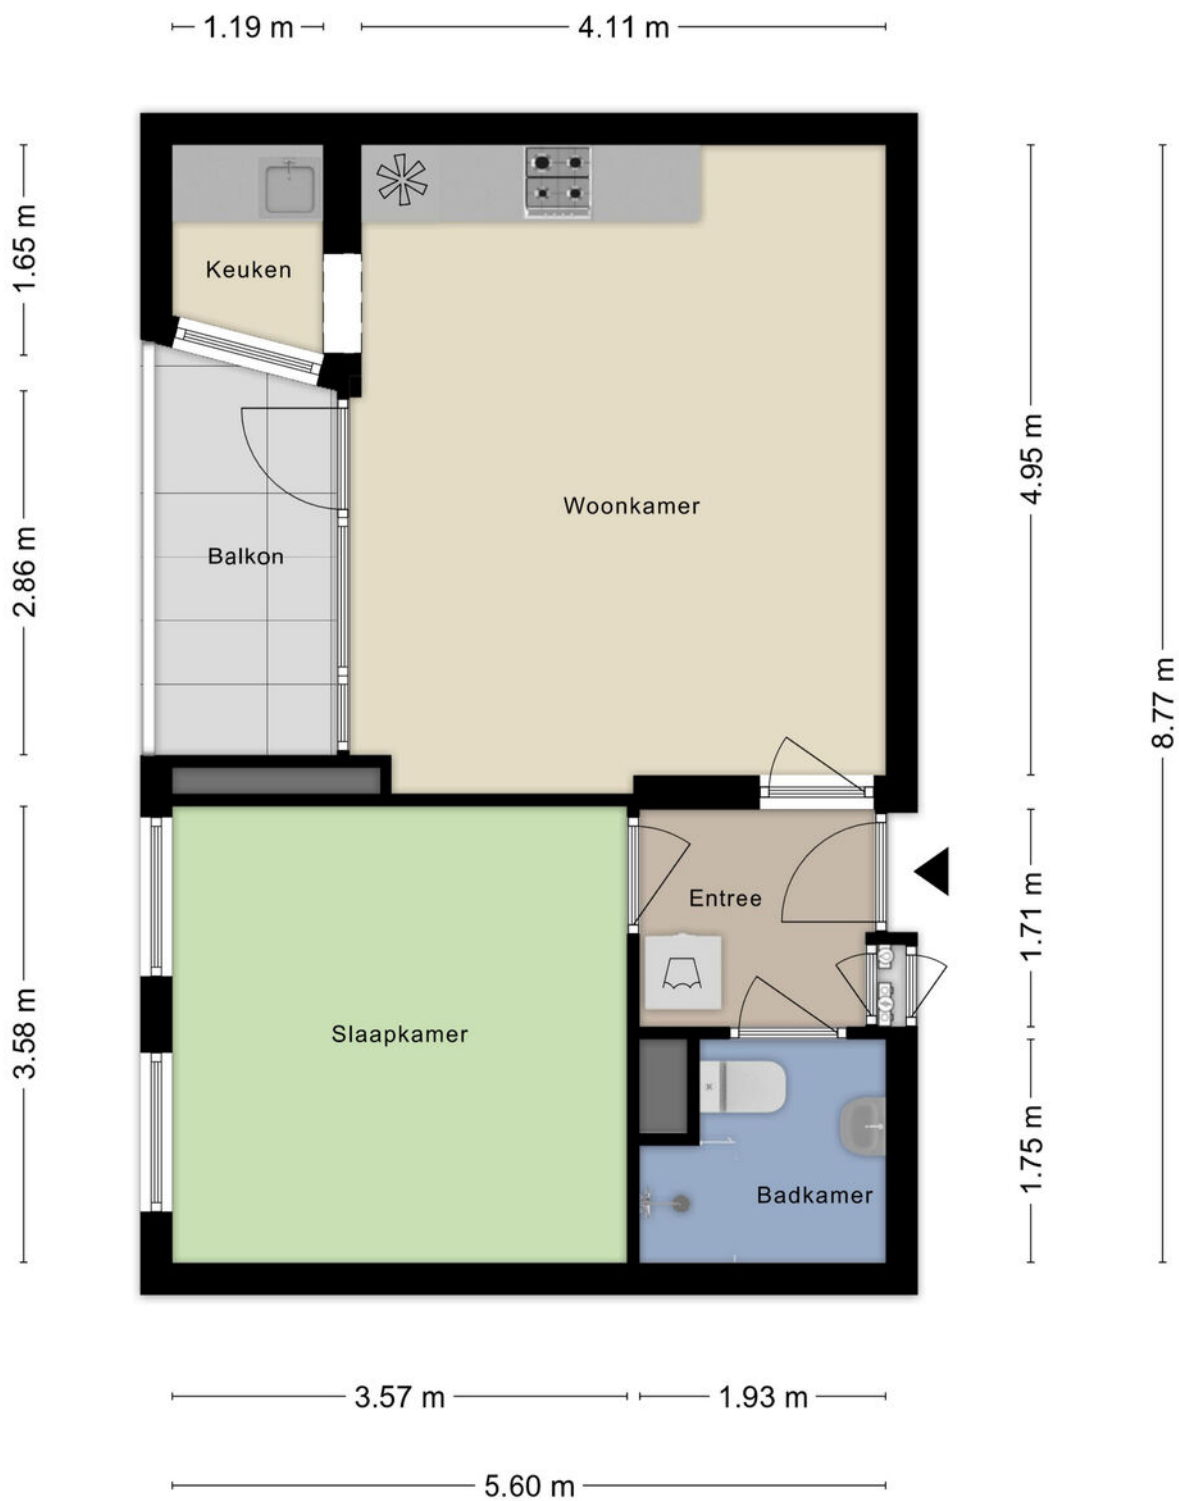 1.19 m
4.11 m
1.65 m
Keuken
4.95 m
Woonkamer
2.86 m
Balkon
8.77 m
Entree
1.71 m
3.58 m
Slaapkamer
1.75 m
Badkamer
3.57 m
1.93 m
5.60 m